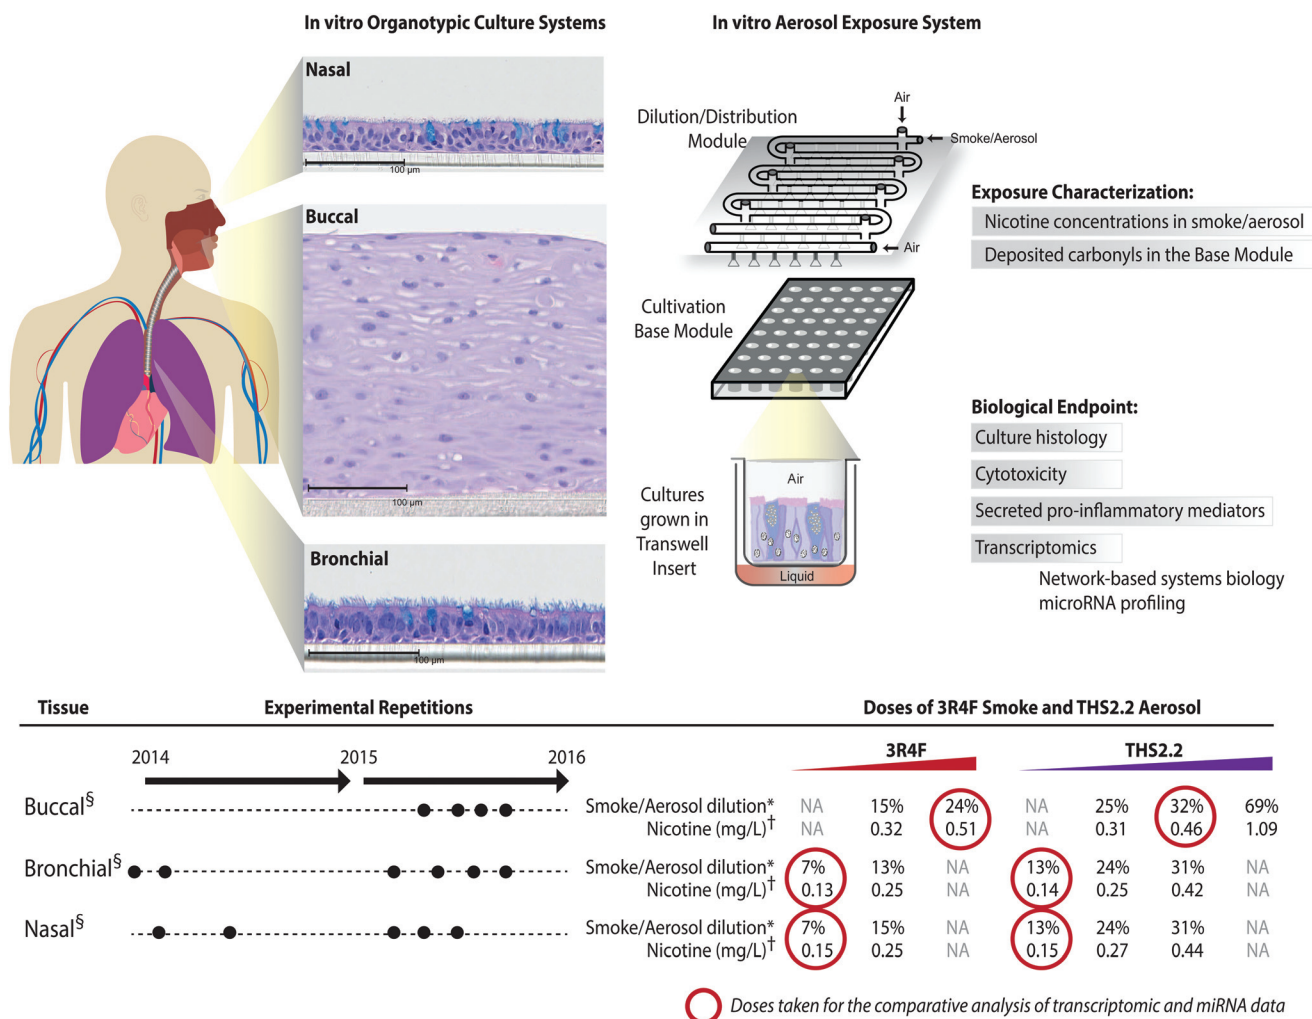 In vitro Organotypic Culture Systems
In vitro Aerosol Exposure System
Nasal
100 µm
Buccal
100 µm
Bronchial
100 µm
Dilution/Distribution
Module
Air
Smoke/Aerosol
Air
Cultivation
Base Module
Cultures
grown in
Transwell
Insert
Air
Liquid
Exposure Characterization:
Nicotine concentrations in smoke/aerosol
Deposited carbonyls in the Base Module
Biological Endpoint:
Culture histology
Cytotoxicity
Secreted pro-inflammatory mediators
Transcriptomics
Network-based systems biology
microRNA profiling
Tissue Experimental Repetitions Doses of 3R4F Smoke and THS2.2 Aerosol
2014 2015 2016 3R4F THS2.2
Buccal§
Smoke/Aerosol dilution* NA 15% 24% NA 25% 32% 69%
Nicotine (mg/L)† NA 0.32 0.51 NA 0.31 0.46 1.09
Bronchial§
Smoke/Aerosol dilution* 7% 13% NA 13% 24% 31% NA
Nicotine (mg/L)† 0.13 0.25 NA 0.14 0.25 0.42 NA
Nasal§
Smoke/Aerosol dilution* 7% 15% NA 13% 24% 31% NA
Nicotine (mg/L)† 0.15 0.25 NA 0.15 0.27 0.44 NA
Doses taken for the comparative analysis of transcriptomic and miRNA data